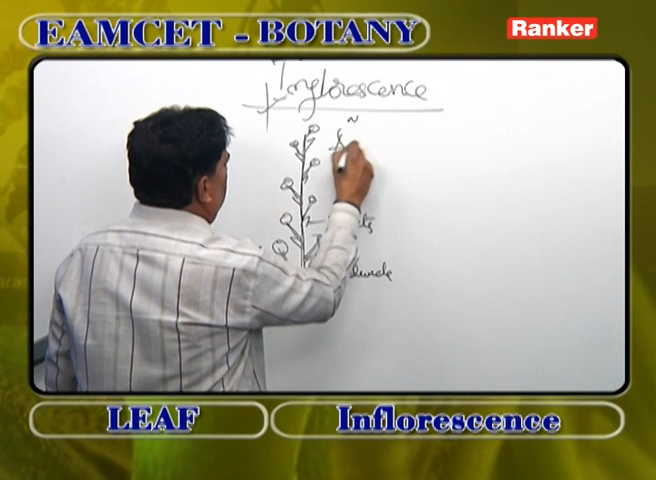 EAMCET - BOTANY
Ranker
Inflorescence
LEAF
Inflorescence